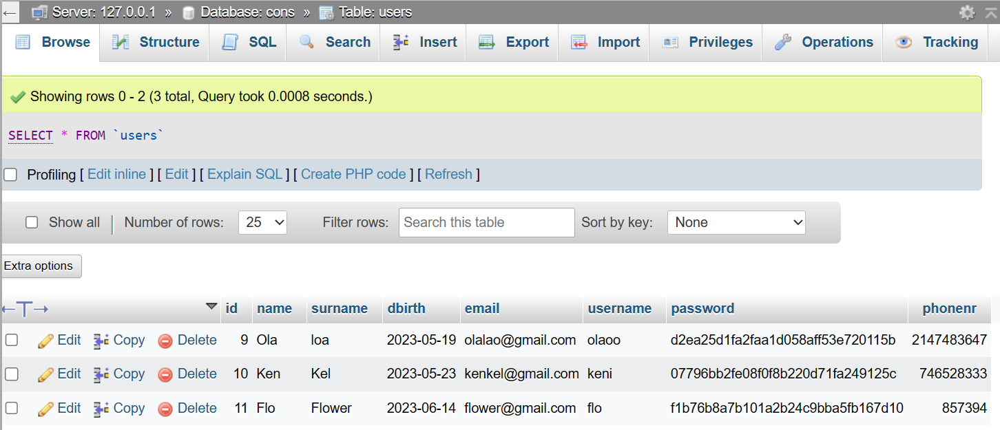 Server: 127.0.0.1 » Database: cons » Table: users
Browse Structure SQL Search Insert Export Import Privileges Operations Tracking
Showing rows 0 - 2 (3 total, Query took 0.0008 seconds.)
SELECT * FROM `users`
Profiling [ Edit inline ] [ Edit ] [ Explain SQL ] [ Create PHP code ] [ Refresh ]
Show all Number of rows: 25 Filter rows: Search this table Sort by key: None
Extra options
id name surname dbirth email username password phonenr
Edit Copy Delete 9 Ola loa 2023-05-19 olalao@gmail.com olaoo d2ea25d1fa2faa1d058aff53e720115b 2147483647
Edit Copy Delete 10 Ken Kel 2023-05-23 kenkel@gmail.com keni 07796bb2fe08f0f8b220d71fa249125c 746528333
Edit Copy Delete 11 Flo Flower 2023-06-14 flower@gmail.com flo f1b76b8a7b101a2b24c9bba5fb167d10 857394